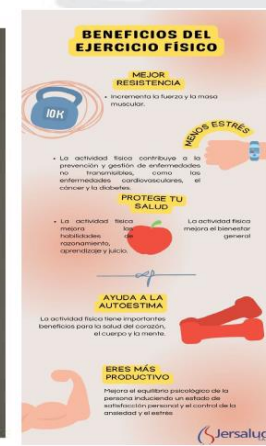 BENEFICIOS DEL
EJERCICIO FÍSICO
MEJOR
RESISTENCIA
• Incrementa la fuerza y la masa
muscular.
10K
MENOS ESTRÉS
• La actividad física contribuye a la
prevención y gestión de enfermedades
no transmisibles, como las
enfermedades cardiovasculares, el
cáncer y la diabetes.
PROTEGE TU
SALUD
• La actividad física
mejora las
habilidades de
razonamiento,
aprendizaje y juicio.
La actividad física
mejora el bienestar
general
AYUDA A LA
AUTOESTIMA
La actividad física tiene importantes
beneficios para la salud del corazón,
el cuerpo y la mente.
ERES MÁS
PRODUCTIVO
Mejora el equilibrio psicológico de la
persona induciendo un estado de
satisfacción personal y el control de la
ansiedad y el estrés
Jersalud